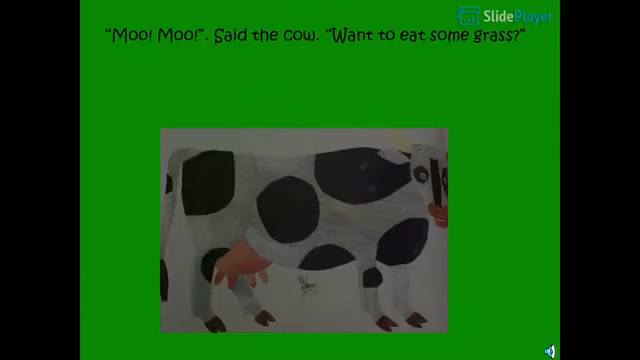 SlidePlayer
“Moo! Moo!”. Said the cow. “Want to eat some grass?”